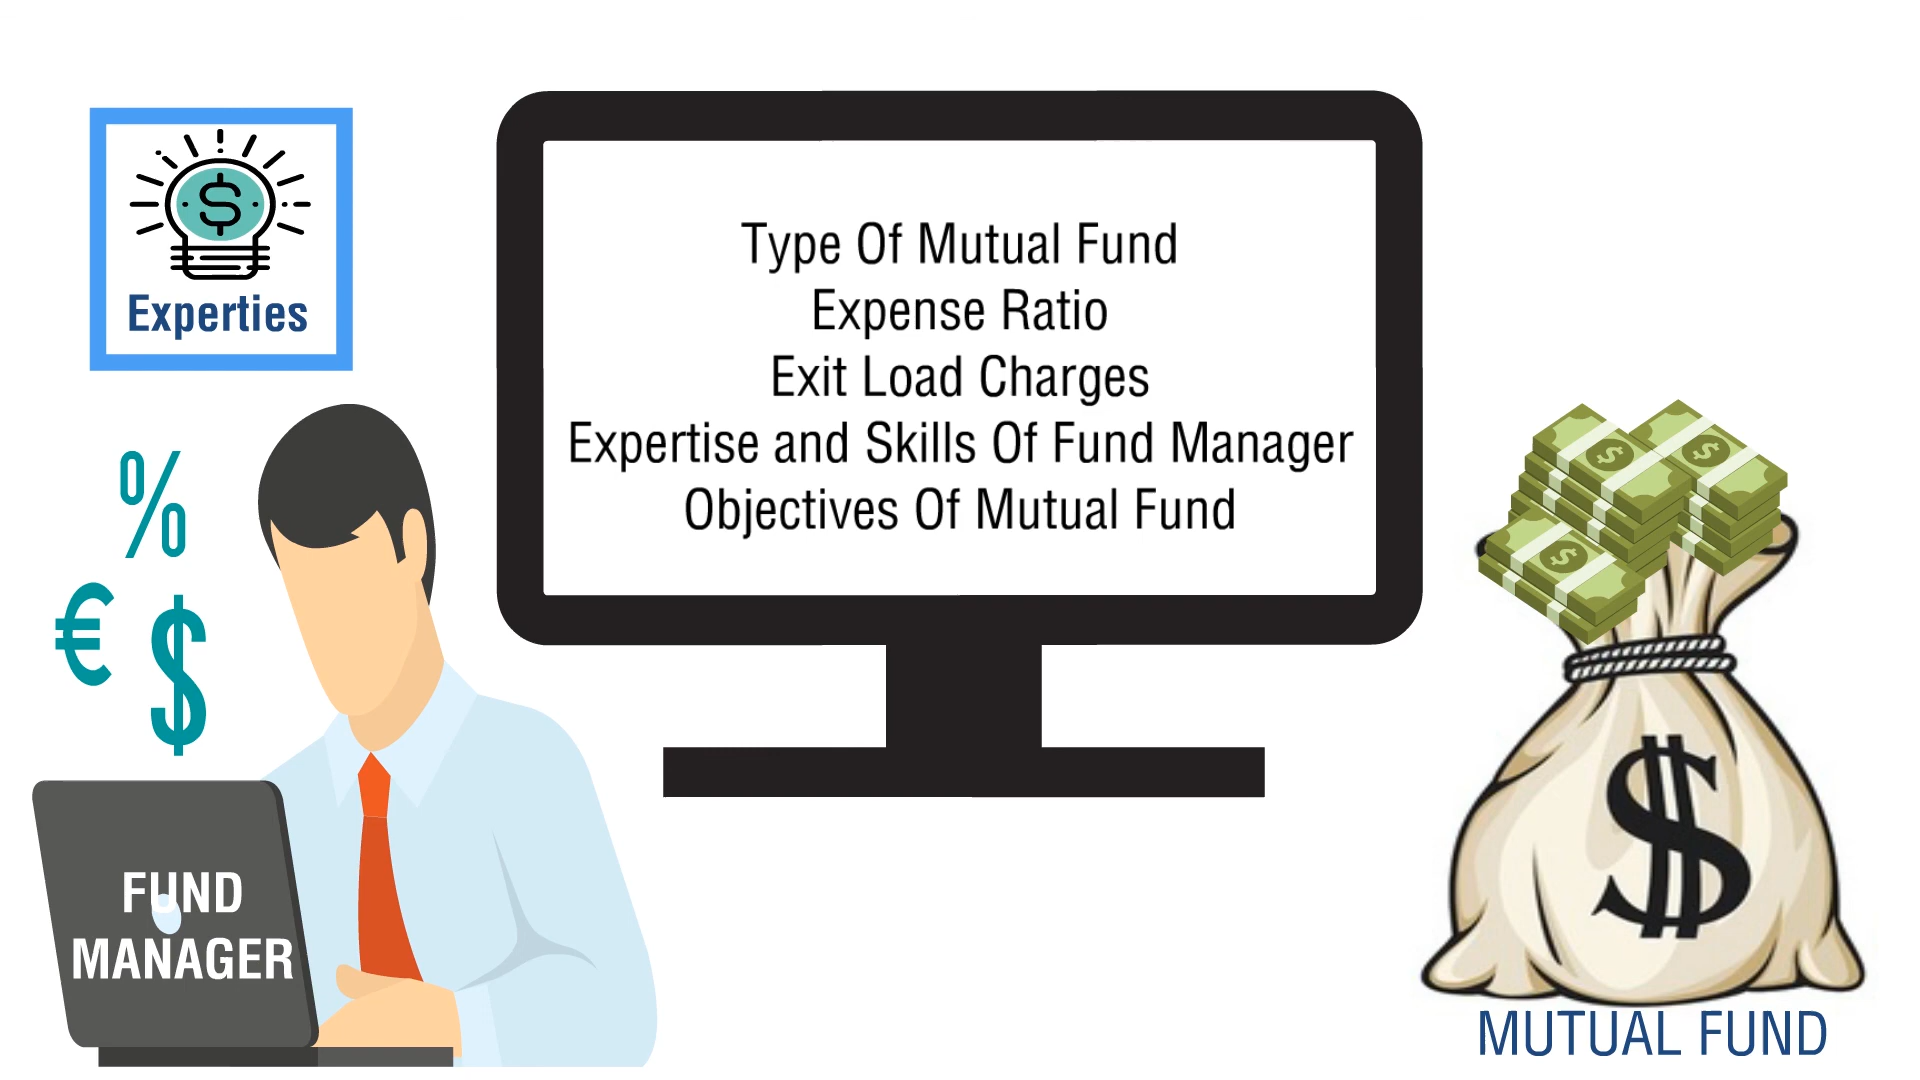 Experties
Type Of Mutual Fund
Expense Ratio
Exit Load Charges
Expertise and Skills Of Fund Manager
Objectives Of Mutual Fund
%
€ $
FUND
MANAGER
MUTUAL FUND